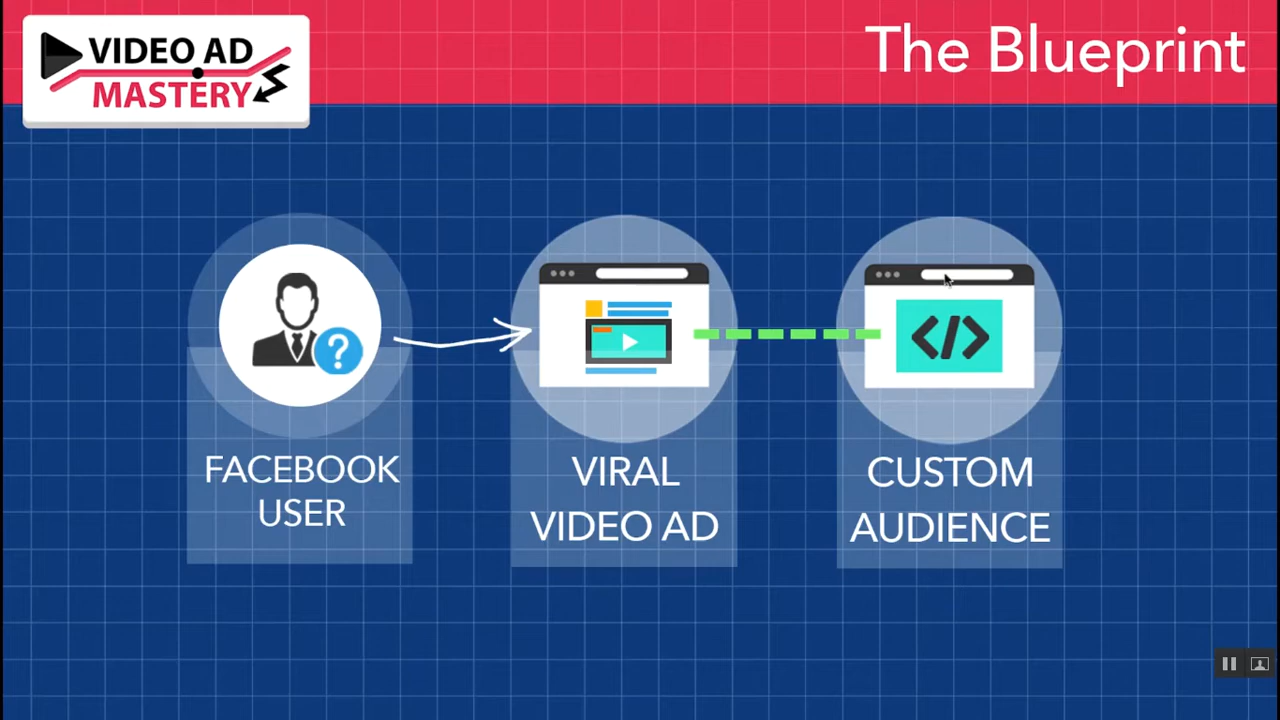 VIDEO AD
MASTERY
The Blueprint
?
</>
FACEBOOK
USER
VIRAL
VIDEO AD
CUSTOM
AUDIENCE